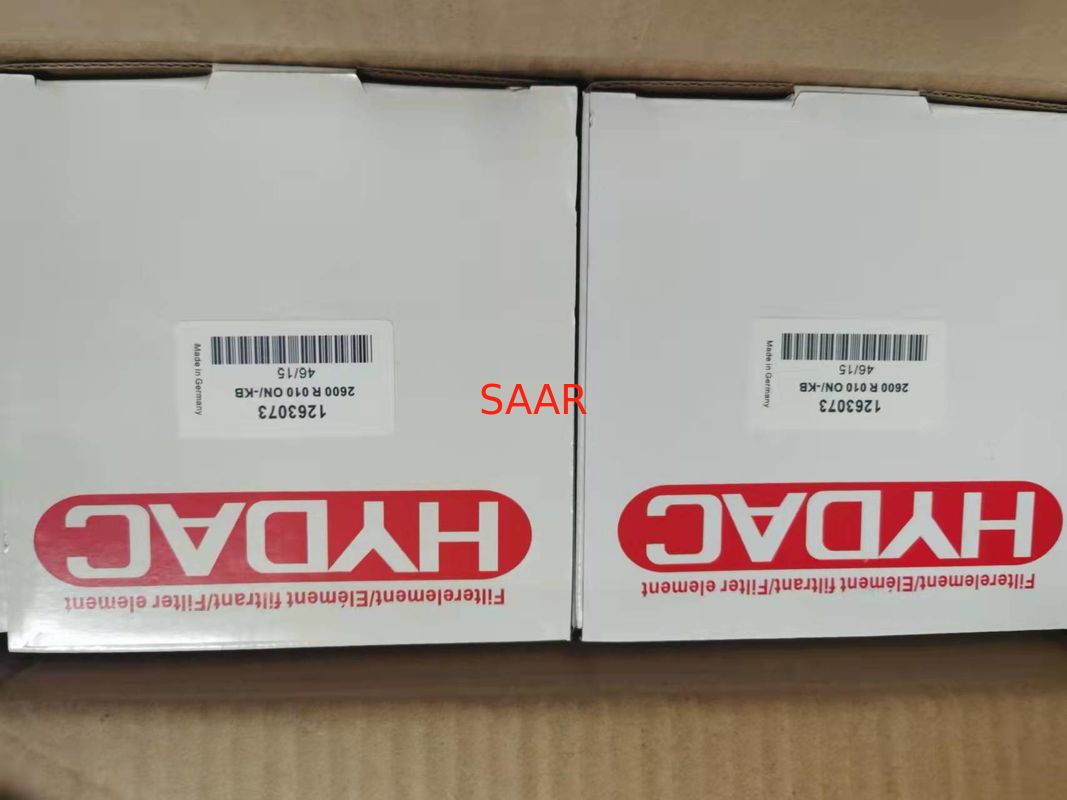 Filterelement/Elément filtrant/Filter element
HYDAC
1263073
2600 R 010 ON/-KB
46/15
Made in Germany
Filterelement/Elément filtrant/Filter element
HYDAC
1263073
2600 R 010 ON/-KB
46/15
Made in Germany
SAAR